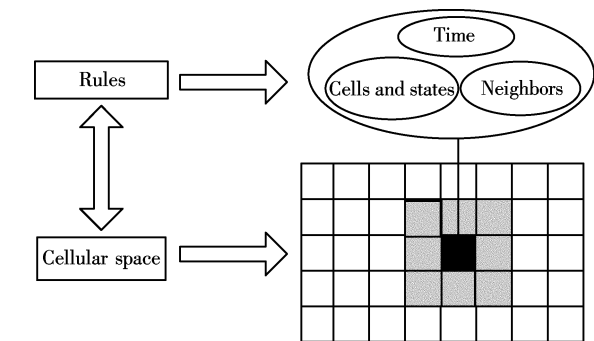 Time
Rules
Cells and states
Neighbors
Cellular space